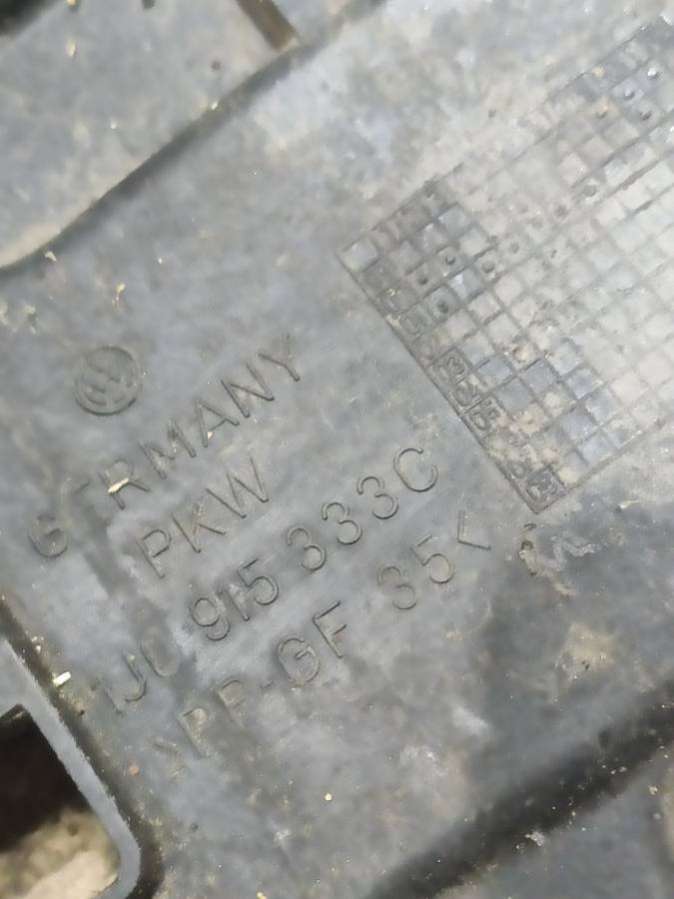 GERMANY
PKW
1J0 915 333C
>PP-GF 35<